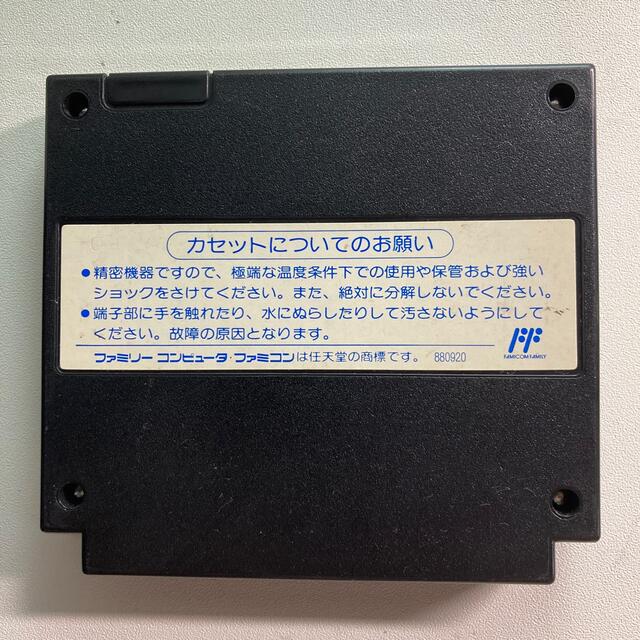 カセットについてのお願い
●精密機器ですので、極端な温度条件下での使用や保管および強い
ショックをさけてください。また、絶対に分解しないでください。
●端子部に手を触れたり、水にぬらしたりして汚さないようにして
ください。故障の原因となります。
ファミリー コンピュータ・ファミコンは任天堂の商標です。 880920
FAMICOM FAMILY